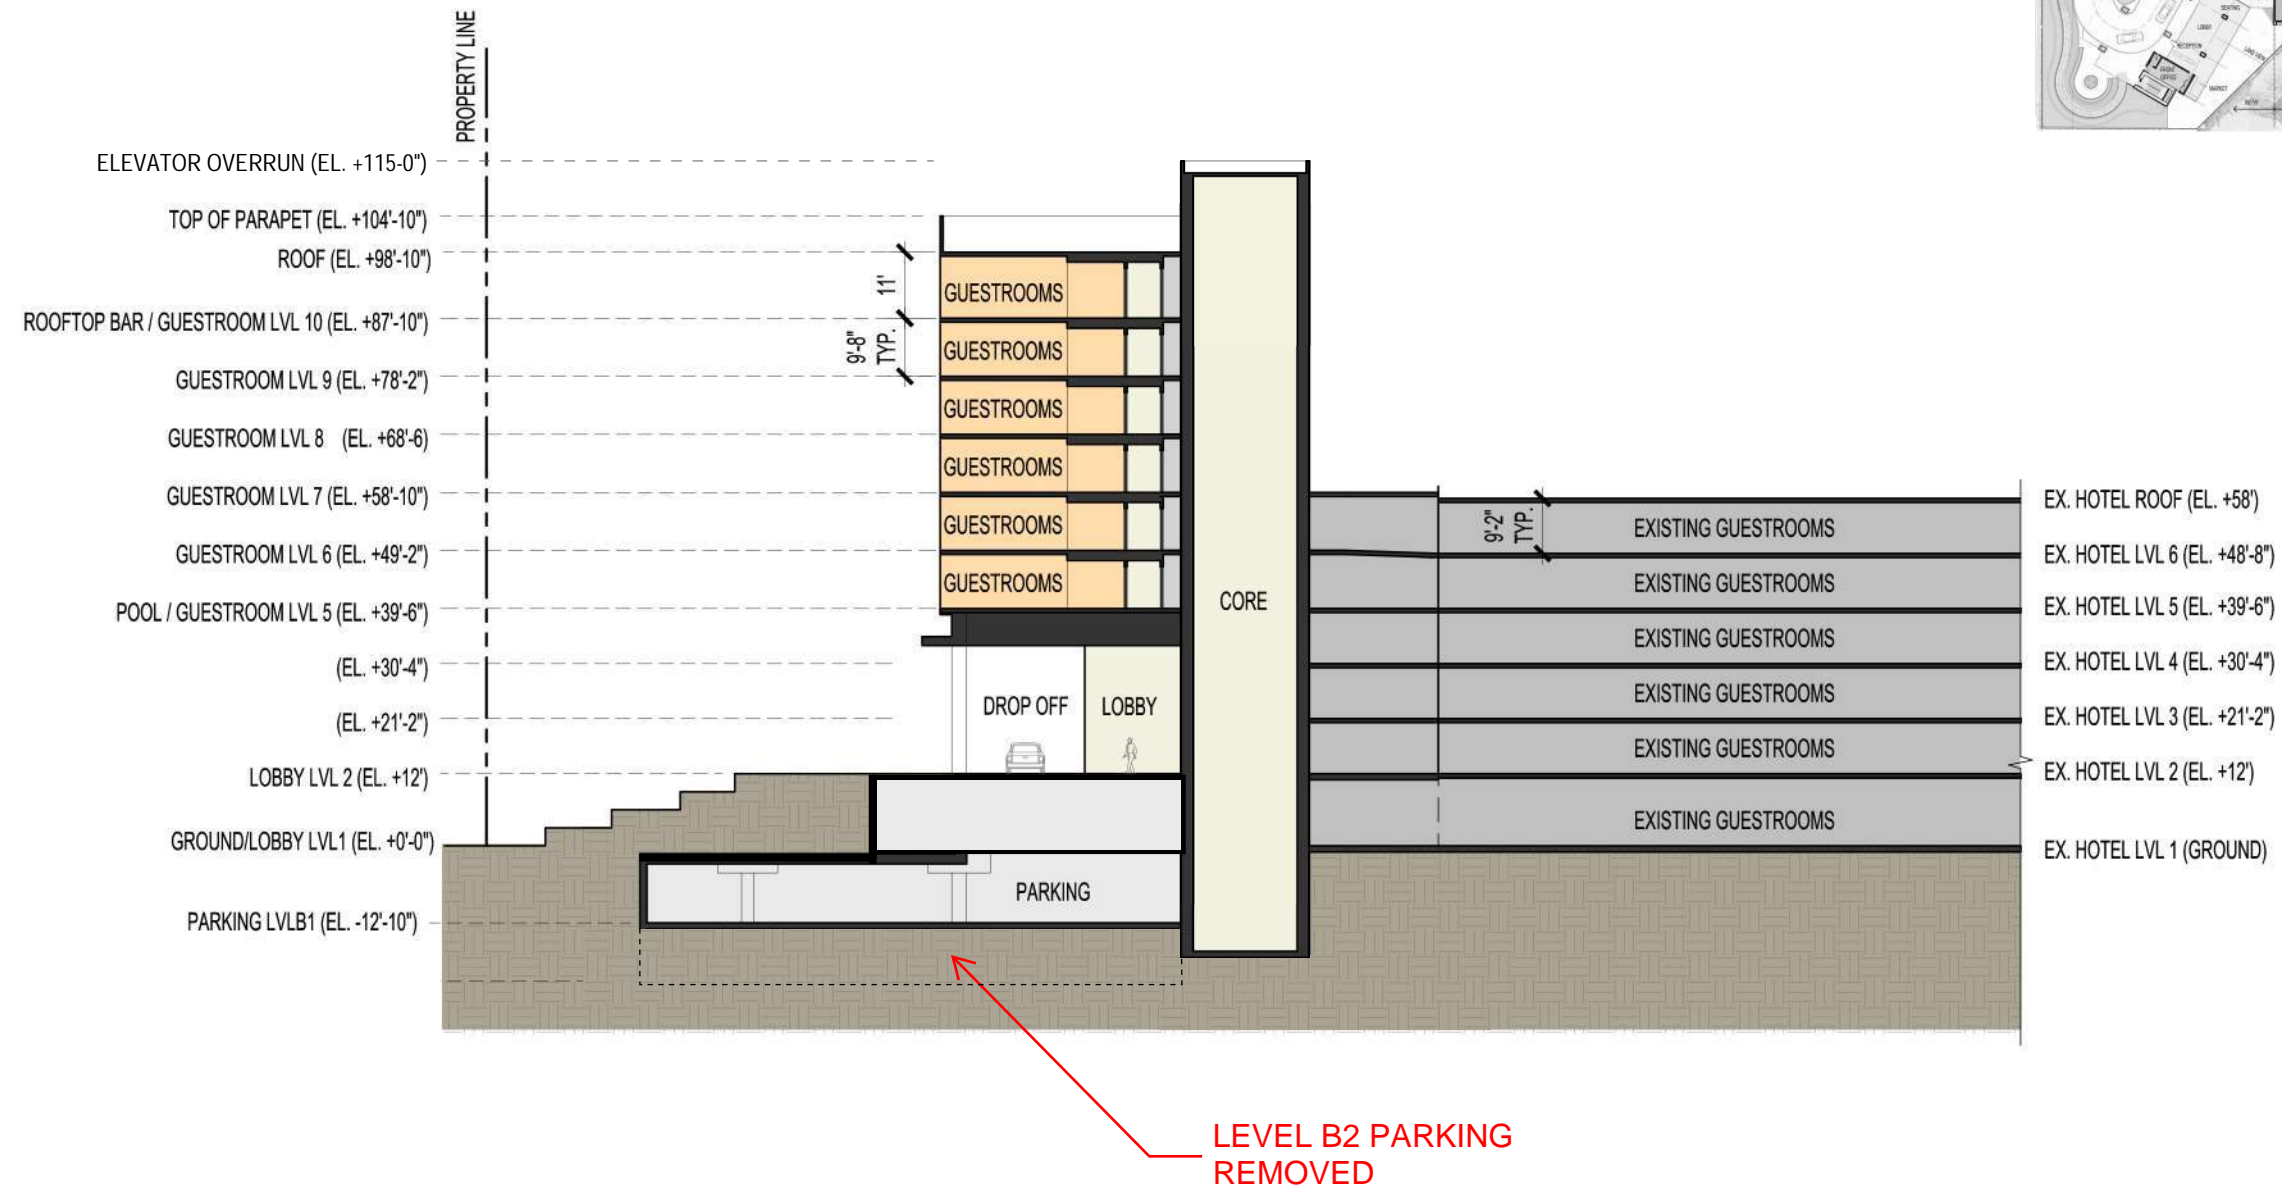 PROPERTY LINE
SEATING
LOBBY
RECEPTION
LAKE VIEW
FRONT
OFFICE
MARKET
ELEVATOR OVERRUN (EL. +115-0")
TOP OF PARAPET (EL. +104'-10")
ROOF (EL. +98'-10")
ROOFTOP BAR / GUESTROOM LVL 10 (EL. +87'-10")
GUESTROOM LVL 9 (EL. +78'-2")
GUESTROOM LVL 8 (EL. +68'-6)
GUESTROOM LVL 7 (EL. +58'-10")
GUESTROOM LVL 6 (EL. +49'-2")
POOL / GUESTROOM LVL 5 (EL. +39'-6")
(EL. +30'-4")
(EL. +21'-2")
LOBBY LVL 2 (EL. +12')
GROUND/LOBBY LVL1 (EL. +0'-0")
PARKING LVLB1 (EL. -12'-10")
11'
9'-8"
TYP.
GUESTROOMS
GUESTROOMS
GUESTROOMS
GUESTROOMS
GUESTROOMS
GUESTROOMS
DROP OFF
LOBBY
PARKING
CORE
9'-2"
TYP.
EXISTING GUESTROOMS
EXISTING GUESTROOMS
EXISTING GUESTROOMS
EXISTING GUESTROOMS
EXISTING GUESTROOMS
EXISTING GUESTROOMS
EX. HOTEL ROOF (EL. +58')
EX. HOTEL LVL 6 (EL. +48'-8")
EX. HOTEL LVL 5 (EL. +39'-6")
EX. HOTEL LVL 4 (EL. +30'-4")
EX. HOTEL LVL 3 (EL. +21'-2")
EX. HOTEL LVL 2 (EL. +12')
EX. HOTEL LVL 1 (GROUND)
LEVEL B2 PARKING
REMOVED